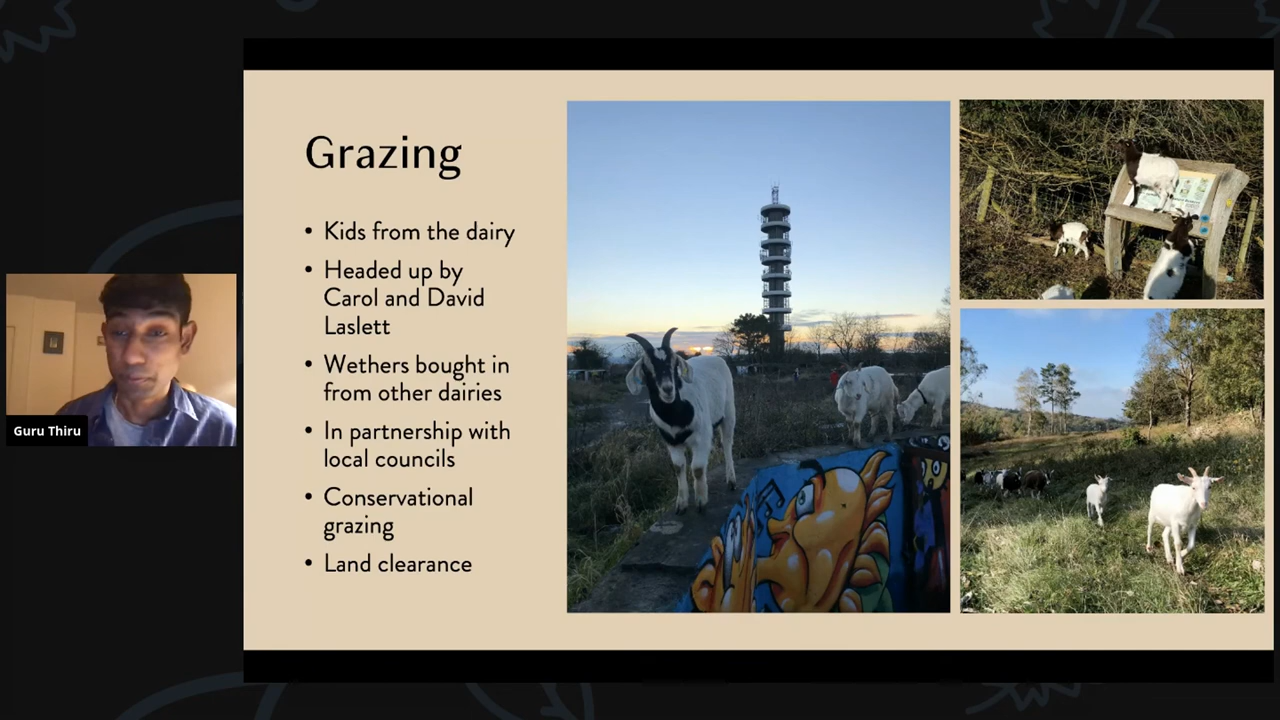 Grazing
• Kids from the dairy
• Headed up by
Carol and David
Laslett
• Wethers bought in
from other dairies
• In partnership with
local councils
• Conservational
grazing
• Land clearance
Guru Thiru